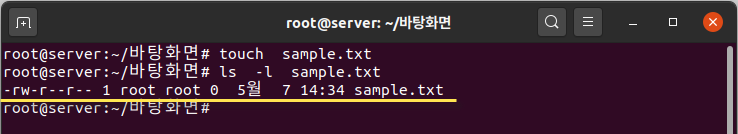 root@server: ~/바탕화면
root@server:~/바탕화면# touch  sample.txt
root@server:~/바탕화면# ls  -l  sample.txt
-rw-r--r-- 1 root root 0  5월  7 14:34 sample.txt
root@server:~/바탕화면#